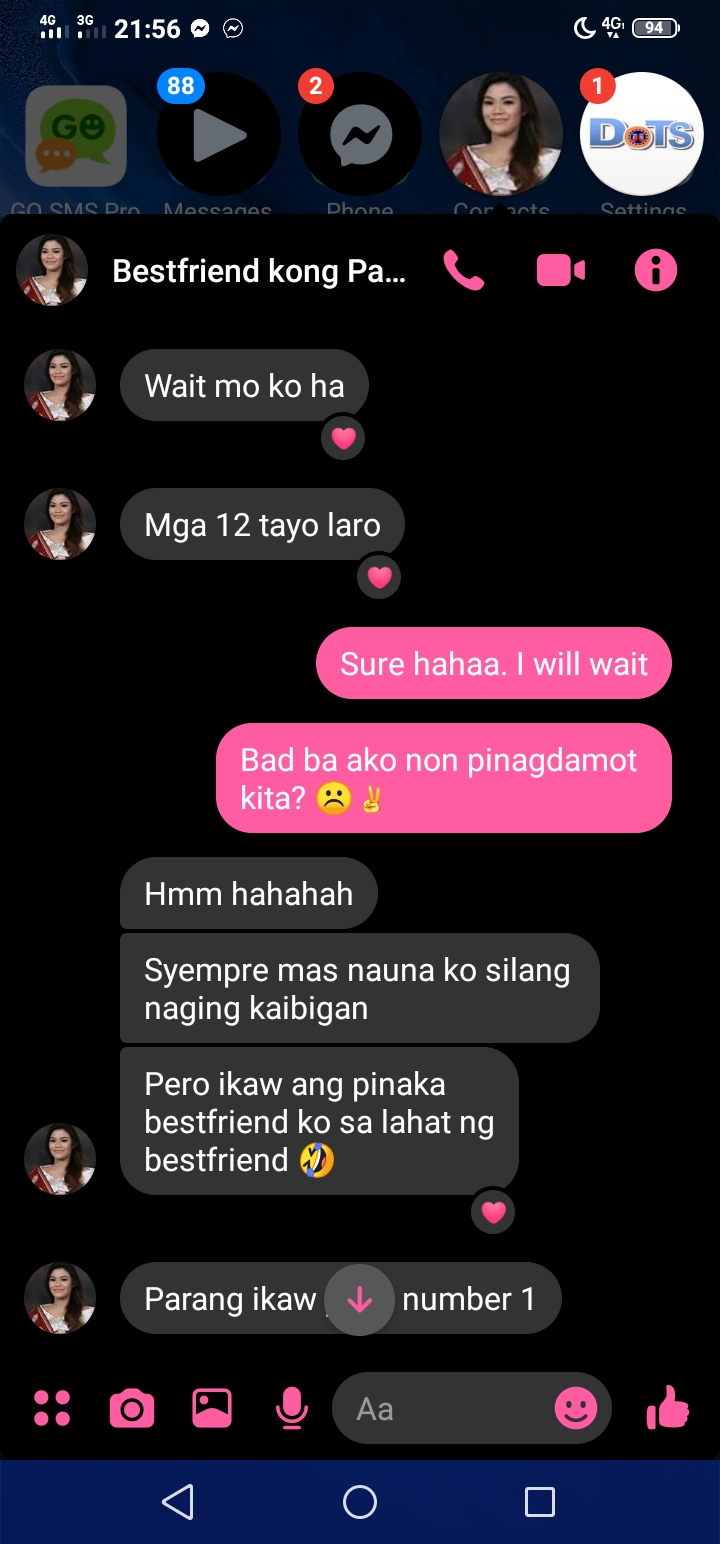 4G 3G 21:56 4G 94
88 2 1
GO DOTS
GO SMS Pro Messages Phone Contacts Settings
Bestfriend kong Pa...
Wait mo ko ha
Mga 12 tayo laro
Sure hahaa. I will wait
Bad ba ako non pinagdamot
kita? ☹️✌️
Hmm hahahah
Syempre mas nauna ko silang
naging kaibigan
Pero ikaw ang pinaka
bestfriend ko sa lahat ng
bestfriend 🤣
Parang ikaw number 1
Aa